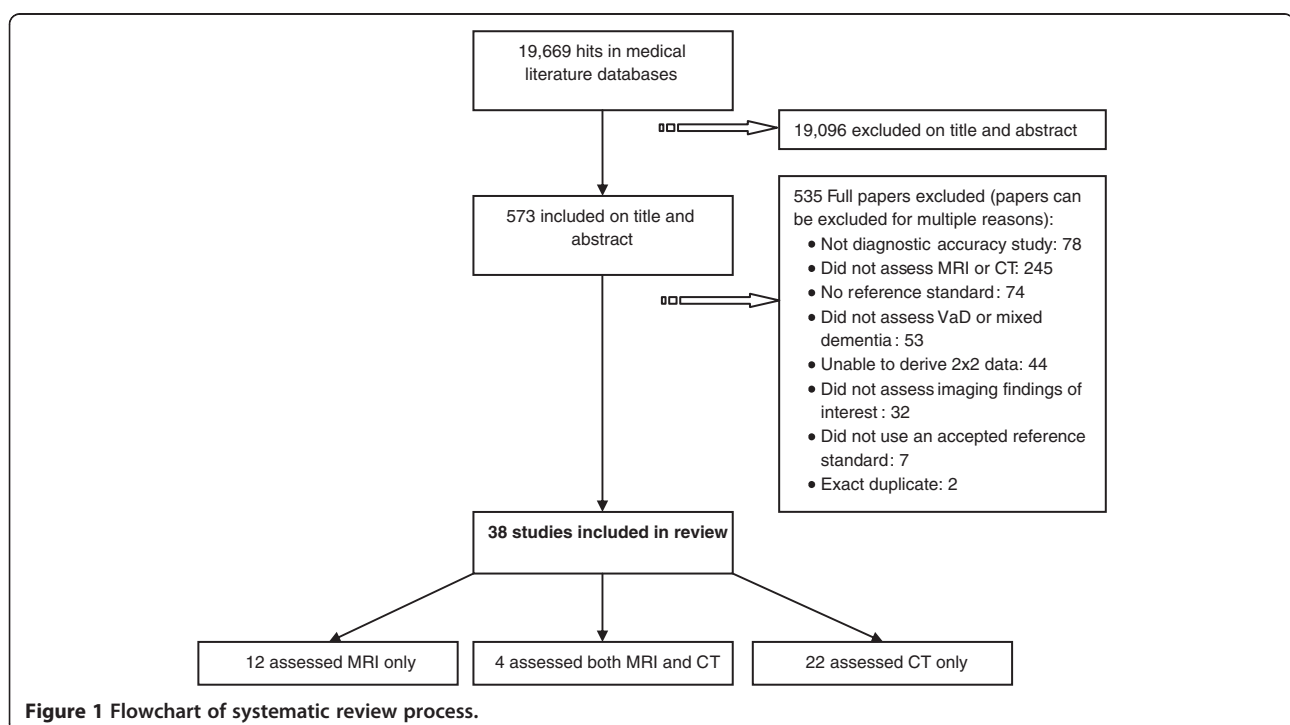 19,669 hits in medical
literature databases
19,096 excluded on title and abstract
573 included on title and
abstract
535 Full papers excluded (papers can
be excluded for multiple reasons):
• Not diagnostic accuracy study: 78
• Did not assess MRI or CT: 245
• No reference standard: 74
• Did not assess VaD or mixed
dementia : 53
• Unable to derive 2x2 data: 44
• Did not assess imaging findings of
interest : 32
• Did not use an accepted reference
standard: 7
• Exact duplicate: 2
38 studies included in review
12 assessed MRI only
4 assessed both MRI and CT
22 assessed CT only
Figure 1 Flowchart of systematic review process.